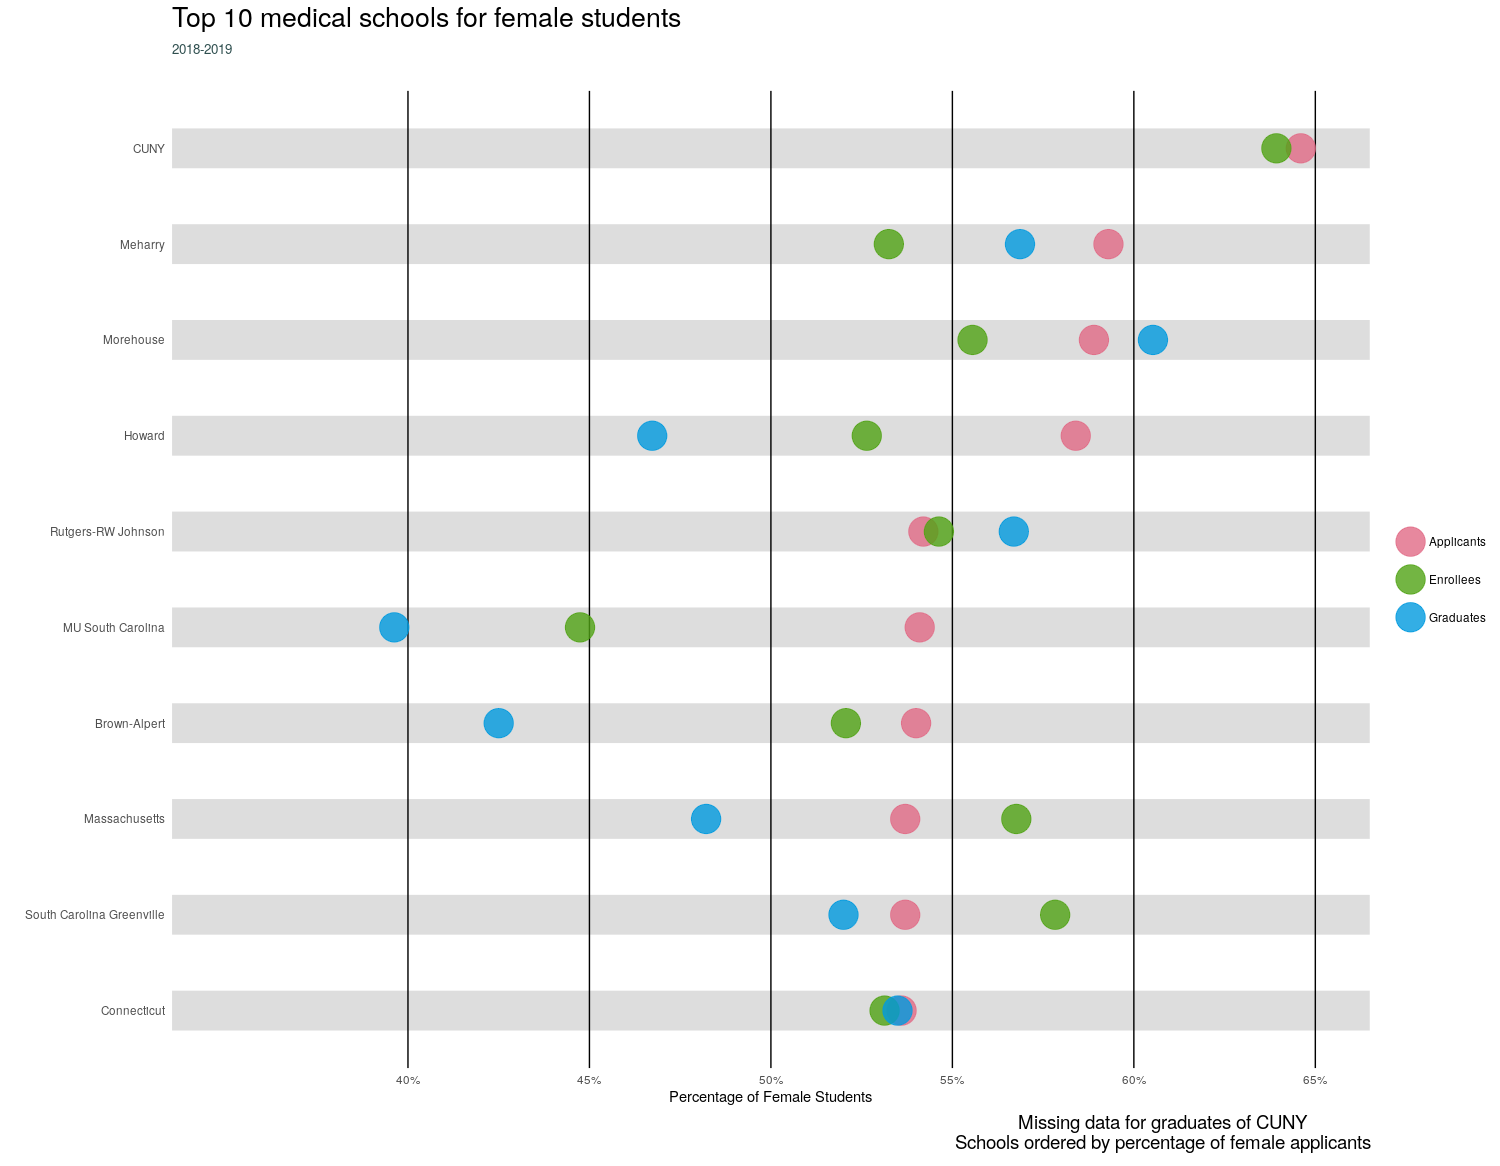 Top 10 medical schools for female students
2018-2019
CUNY
Meharry
Morehouse
Howard
Rutgers-RW Johnson
MU South Carolina
Brown-Alpert
Massachusetts
South Carolina Greenville
Connecticut
Applicants
Enrollees
Graduates
40% 45% 50% 55% 60% 65%
Percentage of Female Students
Missing data for graduates of CUNY
Schools ordered by percentage of female applicants